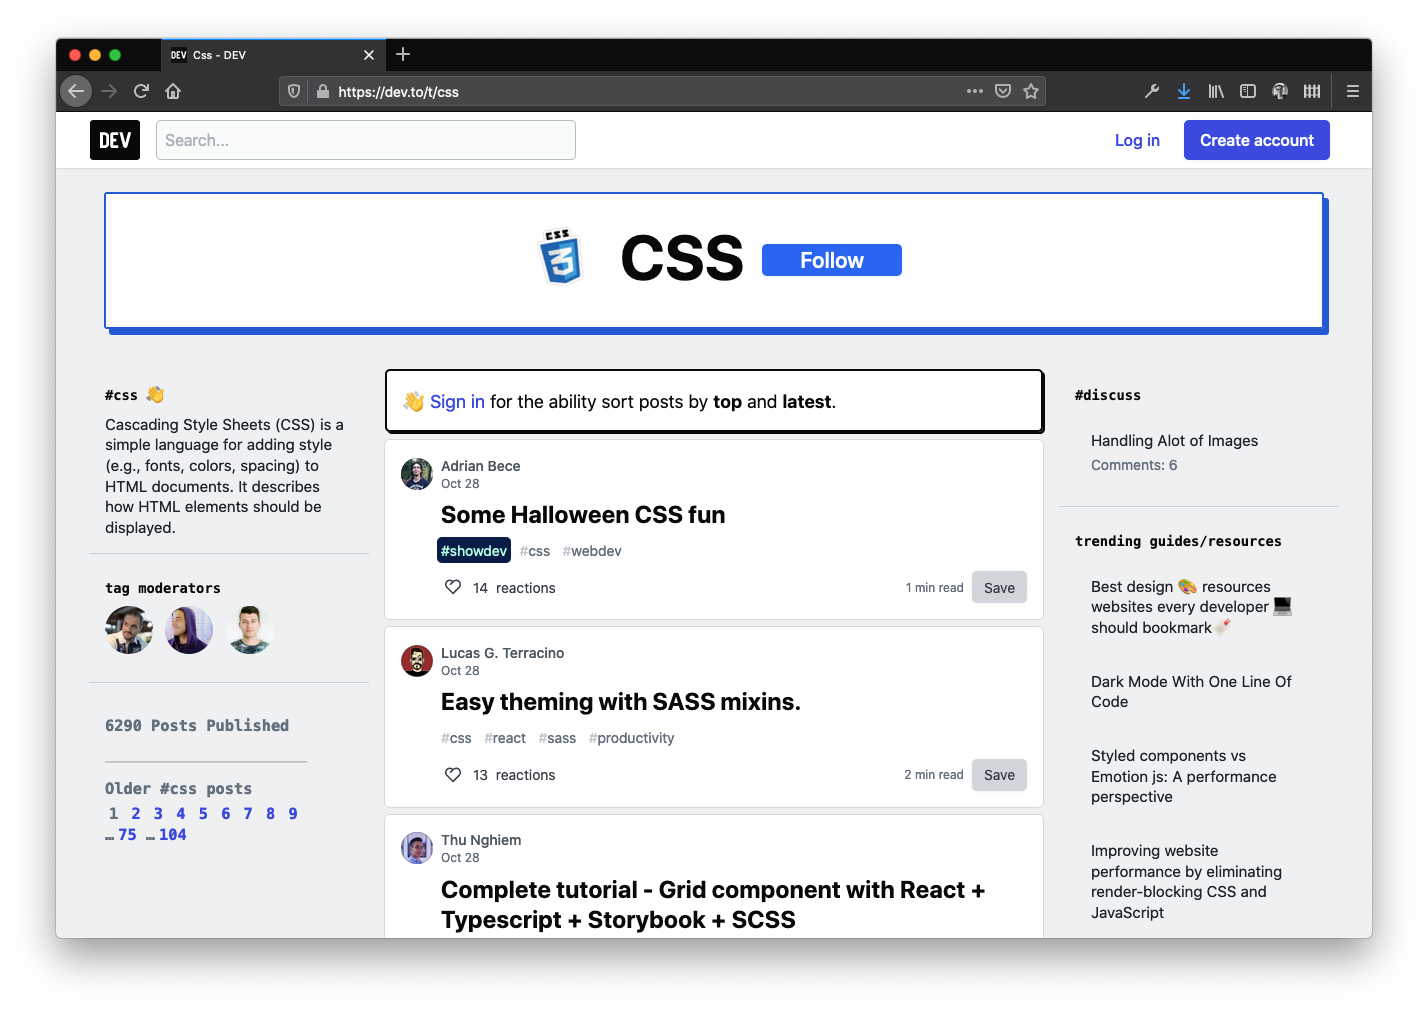 DEV Css - DEV
https://dev.to/t/css
DEV
Search...
Log in
Create account
CSS
3
CSS
Follow
#css 👋
Cascading Style Sheets (CSS) is a
simple language for adding style
(e.g., fonts, colors, spacing) to
HTML documents. It describes
how HTML elements should be
displayed.
tag moderators
6290 Posts Published
Older #css posts
1 2 3 4 5 6 7 8 9
… 75 … 104
👋 Sign in for the ability sort posts by top and latest.
Adrian Bece
Oct 28
Some Halloween CSS fun
#showdev #css #webdev
14 reactions
1 min read
Save
Lucas G. Terracino
Oct 28
Easy theming with SASS mixins.
#css #react #sass #productivity
13 reactions
2 min read
Save
Thu Nghiem
Oct 28
Complete tutorial - Grid component with React +
Typescript + Storybook + SCSS
#discuss
Handling Alot of Images
Comments: 6
trending guides/resources
Best design 🎨 resources
websites every developer 💻
should bookmark🚀
Dark Mode With One Line Of
Code
Styled components vs
Emotion js: A performance
perspective
Improving website
performance by eliminating
render-blocking CSS and
JavaScript